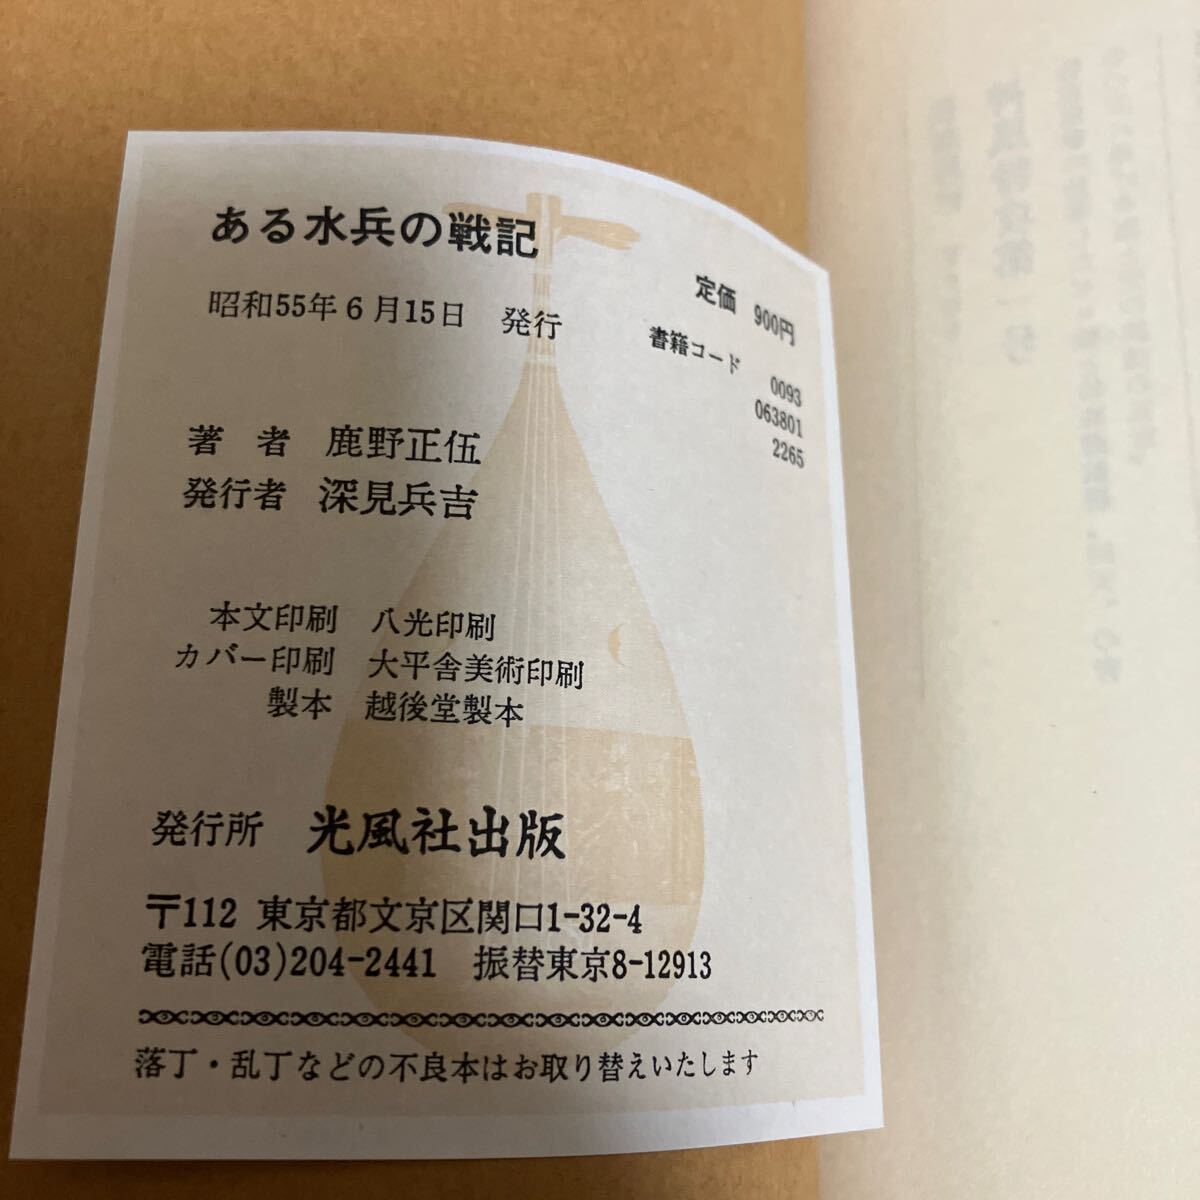 ある水兵の戦記
定価 900円
昭和55年6月15日 発行
書籍コード 0093
063801
2265
著 者 鹿野正伍
発行者 深見兵吉
本文印刷 八光印刷
カバー印刷 大平舎美術印刷
製本 越後堂製本
発行所 光風社出版
〒112 東京都文京区関口1-32-4
電話(03)204-2441 振替東京8-12913
落丁・乱丁などの不良本はお取り替えいたします